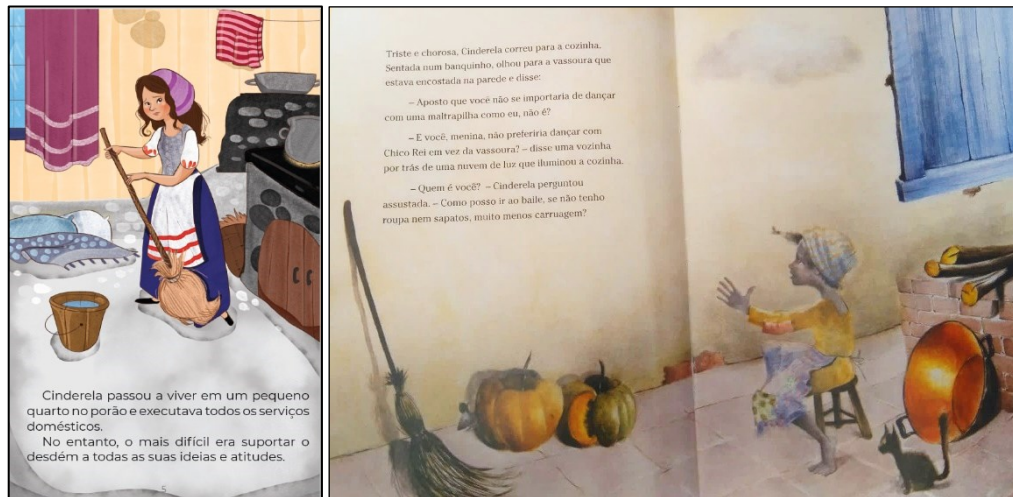 Cinderela passou a viver em um pequeno
quarto no porão e executava todos os serviços
domésticos.
No entanto, o mais difícil era suportar o
desdém a todas as suas ideias e atitudes.
5
Triste e chorosa, Cinderela correu para a cozinha.
Sentada num banquinho, olhou para a vassoura que
estava encostada na parede e disse:
– Aposto que você não se importaria de dançar
com uma maltrapilha como eu, não é?
– E você, menina, não preferiria dançar com
Chico Rei em vez da vassoura? – disse uma vozinha
por trás de uma nuvem de luz que iluminou a cozinha.
– Quem é você? – Cinderela perguntou
assustada. – Como posso ir ao baile, se não tenho
roupa nem sapatos, muito menos carruagem?